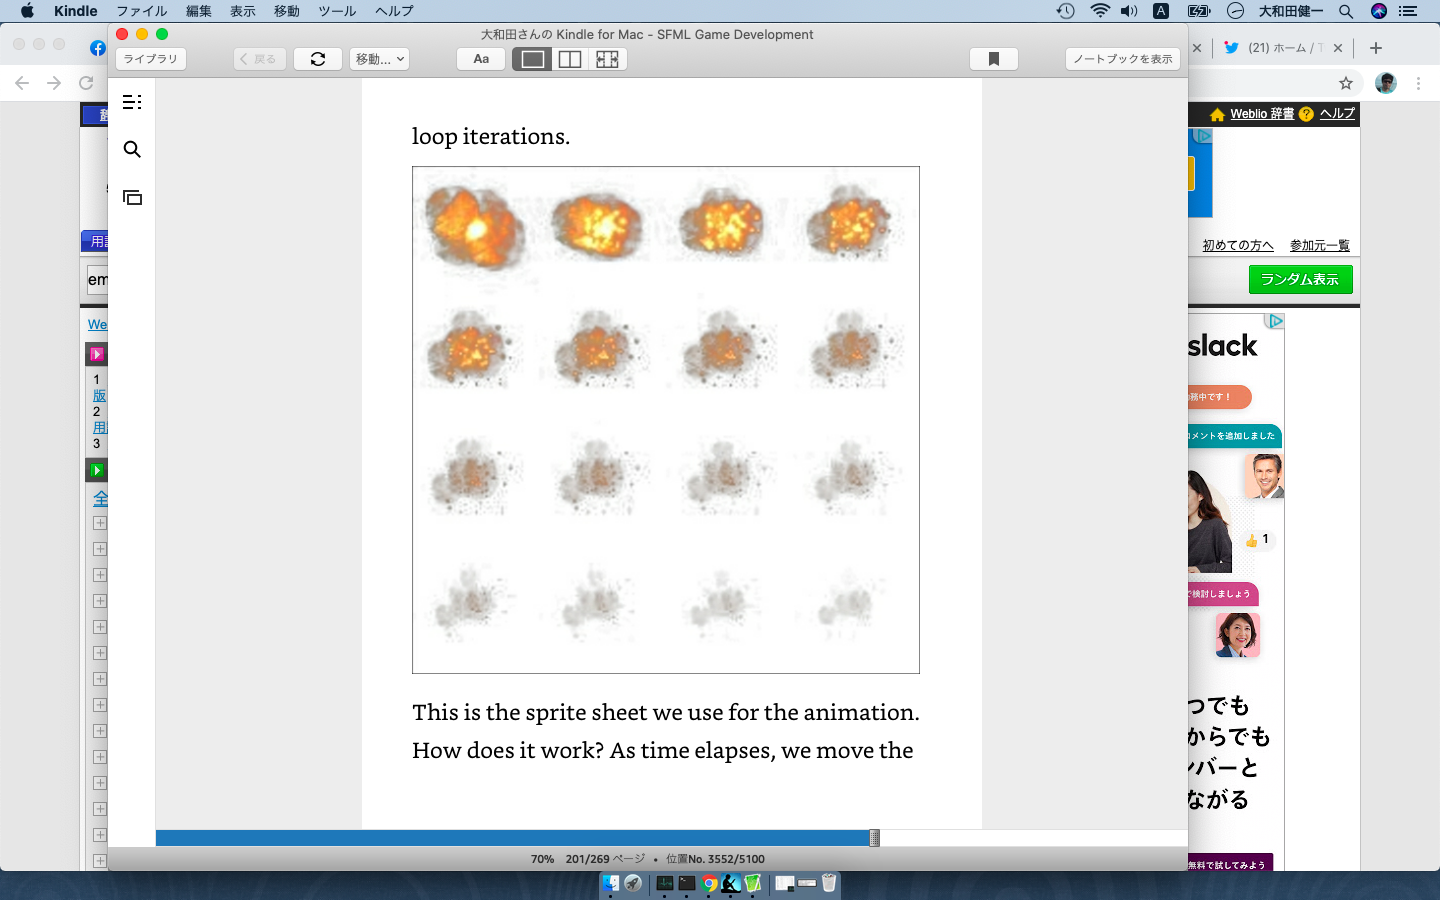 Kindle ファイル 編集 表示 移動 ツール ヘルプ
A 大和田健一
大和田さんの Kindle for Mac - SFML Game Development
ライブラリ 戻る 移動... Aa ノートブックを表示
(21) ホーム / T
Weblio 辞書 ? ヘルプ
用
初めての方へ 参加元一覧
em
ランダム表示
We
1
版
2
用
3
全
loop iterations.
This is the sprite sheet we use for the animation.
How does it work? As time elapses, we move the
slack
務中です！
コメントを追加しました
1
で検討しましょう
つでも
からでも
ンバーと
ながる
無料で試してみよう
70% 201/269 ページ • 位置No. 3552/5100